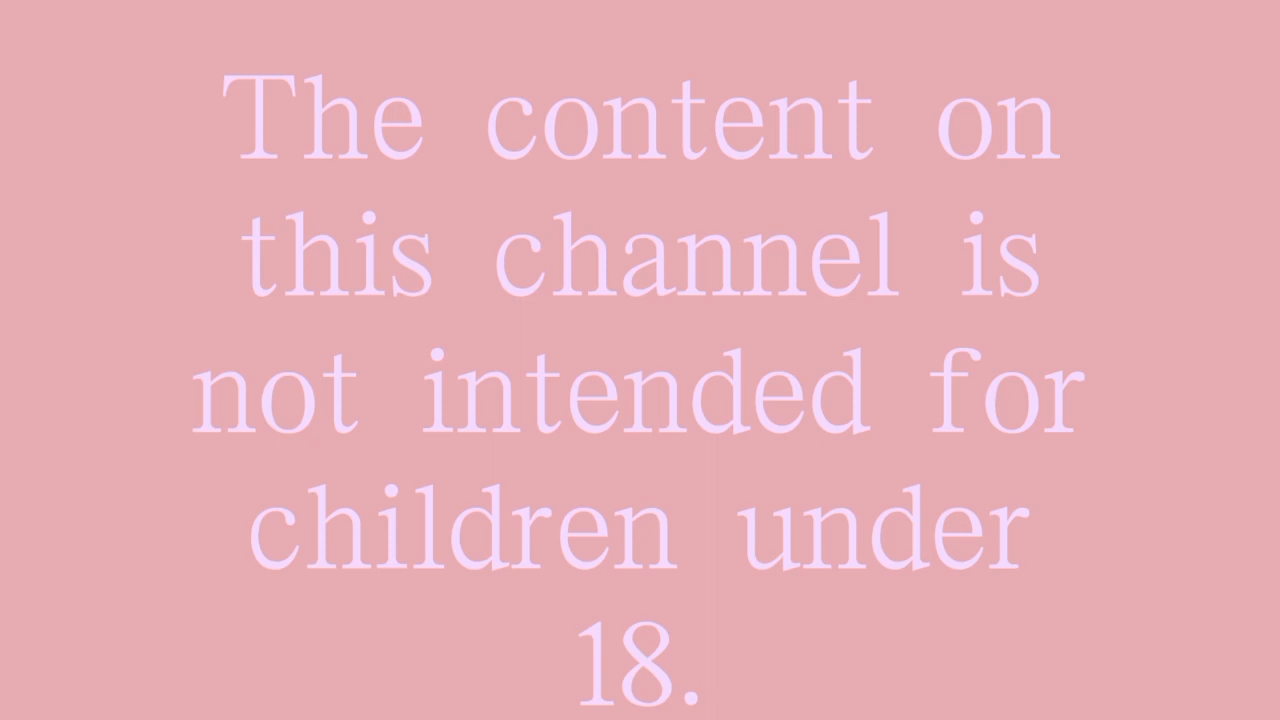 The content on
this channel is
not intended for
children under
18.